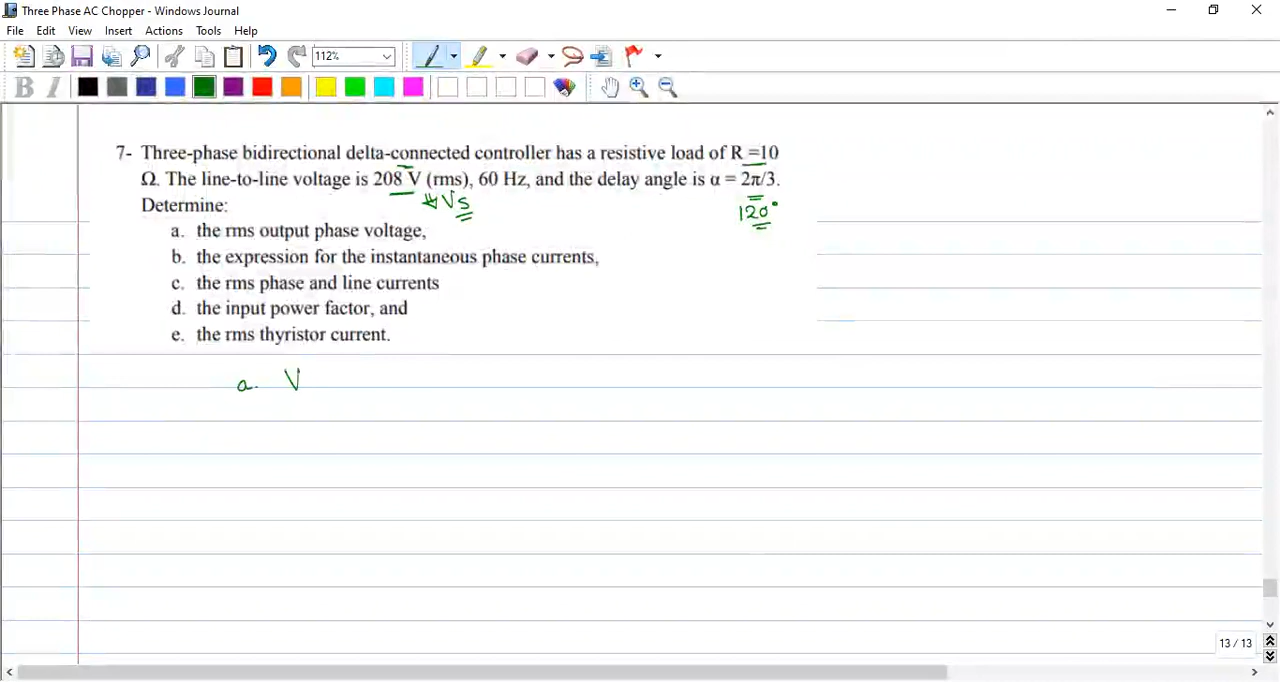 Three Phase AC Chopper - Windows Journal
File Edit View Insert Actions Tools Help
112%
B I
7- Three-phase bidirectional delta-connected controller has a resistive load of R =10
Ω. The line-to-line voltage is 208 V (rms), 60 Hz, and the delay angle is α = 2π/3.
Vs 120°
Determine:
a. the rms output phase voltage,
b. the expression for the instantaneous phase currents,
c. the rms phase and line currents
d. the input power factor, and
e. the rms thyristor current.
a. V
13 / 13